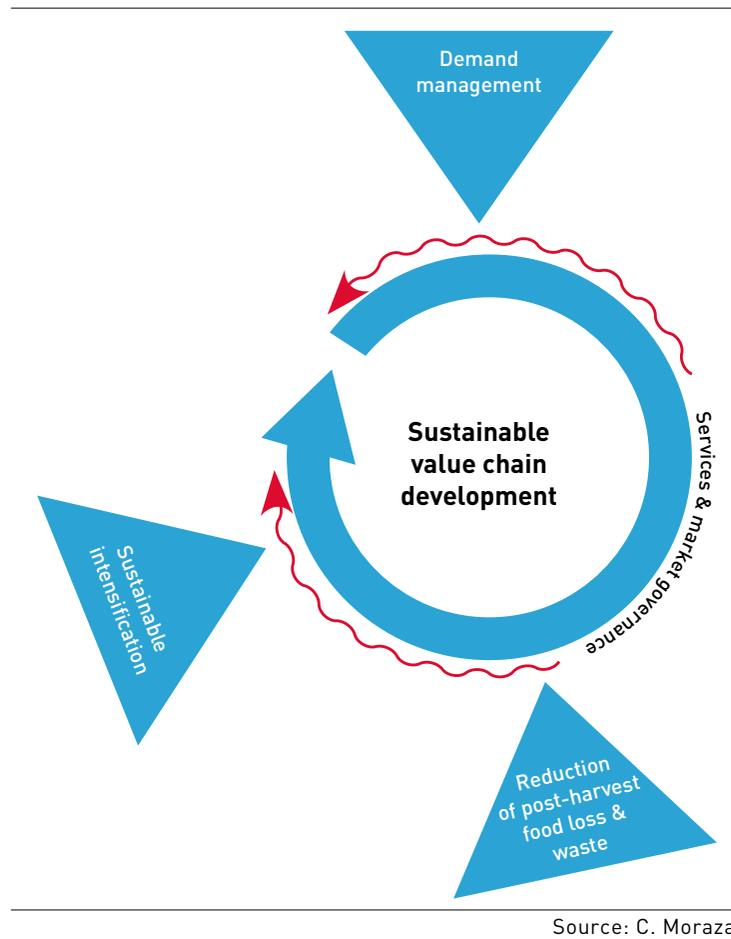 Demand
management
Sustainable
value chain
development
Services & market governance
Sustainable
intensification
Reduction
of post-harvest
food loss &
waste
Source: C. Moraza